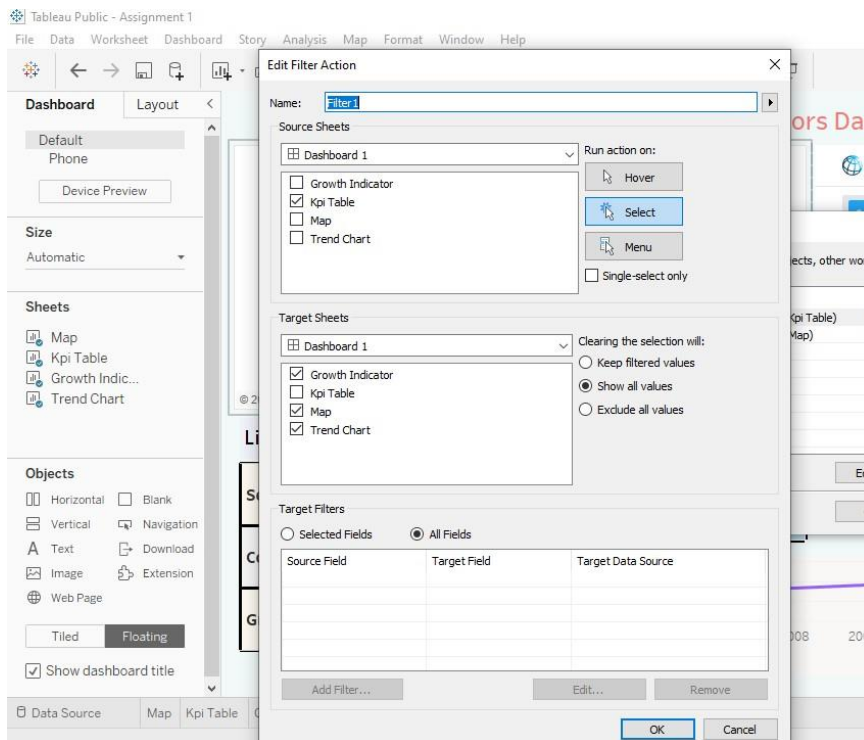 Tableau Public - Assignment 1
File Data Worksheet Dashboard Story Analysis Map Format Window Help
Edit Filter Action
Dashboard Layout
Default
Phone
Device Preview
Size
Automatic
Sheets
Map
Kpi Table
Growth Indic...
Trend Chart
Objects
Horizontal Blank
Vertical Navigation
Text Download
Image Extension
Web Page
Tiled Floating
Show dashboard title
Data Source Map Kpi Table
Name: Filter1
Source Sheets
Dashboard 1
Growth Indicator
Kpi Table
Map
Trend Chart
Run action on:
Hover
Select
Menu
Single-select only
Target Sheets
Dashboard 1
Growth Indicator
Kpi Table
Map
Trend Chart
Clearing the selection will:
Keep filtered values
Show all values
Exclude all values
Target Filters
Selected Fields All Fields
Source Field Target Field Target Data Source
Add Filter... Edit... Remove
OK Cancel
ors Da
ects, other wo
Kpi Table)
Map)
© 2
Li
Co
G
008 20